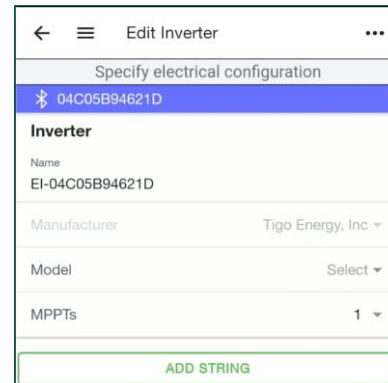 Edit Inverter
Specify electrical configuration
04C05B94621D
Inverter
Name
EI-04C05B94621D
Manufacturer Tigo Energy, Inc
Model Select
MPPTs 1
ADD STRING